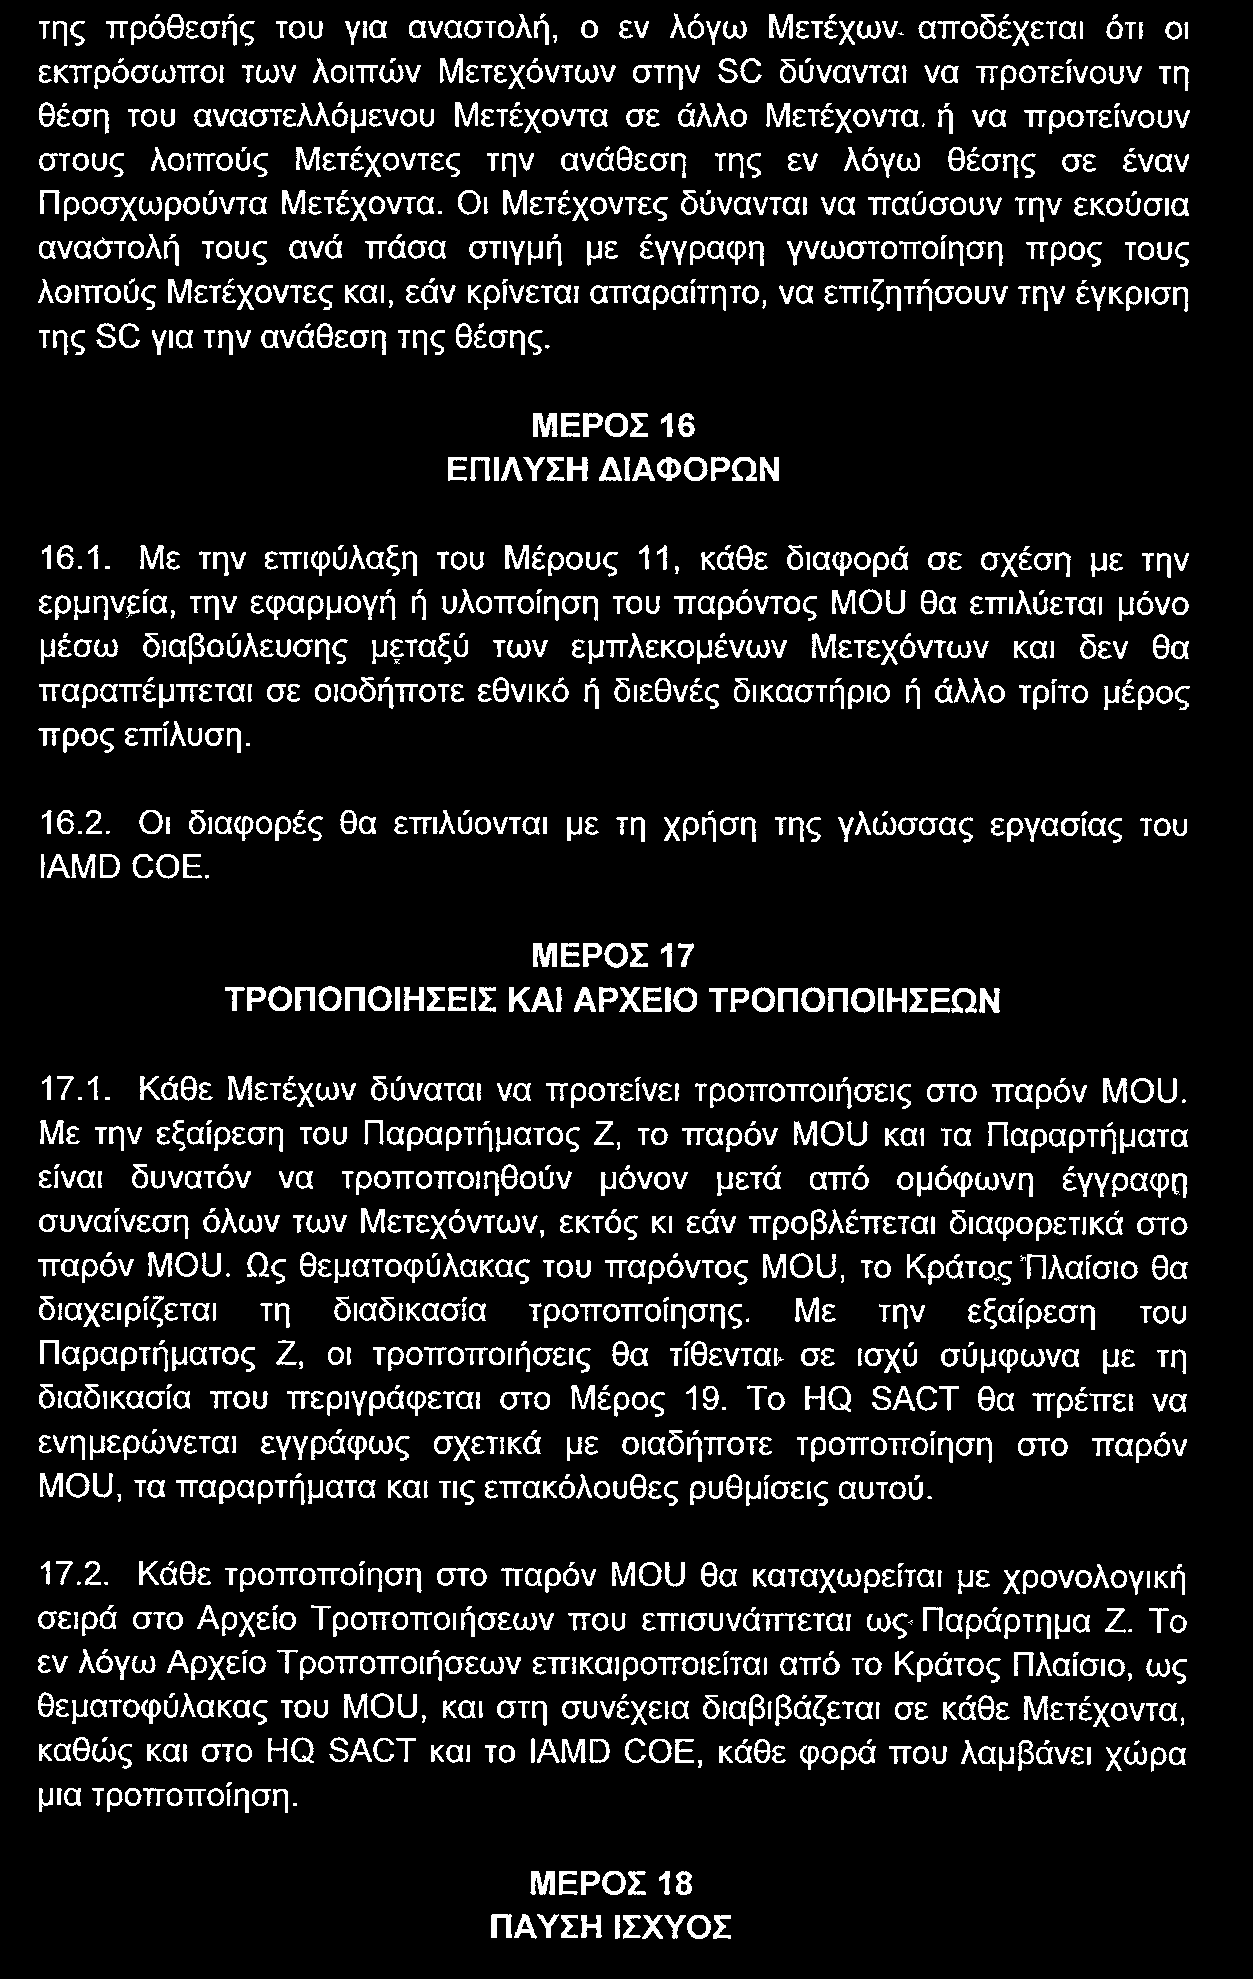 της πρόθεσής του για αναστολή, ο εν λόγω Μετέχων αποδέχεται ότι οι
εκπρόσωποι των λοιπών Μετεχόντων στην SC δύνανται να προτείνουν τη
θέση του αναστελλόμενου Μετέχοντα σε άλλο Μετέχοντα, ή να προτείνουν
στους λοιπούς Μετέχοντες την ανάθεση της εν λόγω θέσης σε έναν
Προσχωρούντα Μετέχοντα. Οι Μετέχοντες δύνανται να παύσουν την εκούσια
αναστολή τους ανά πάσα στιγμή με έγγραφη γνωστοποίηση προς τους
λοιπούς Μετέχοντες και, εάν κρίνεται απαραίτητο, να επιζητήσουν την έγκριση
της SC για την ανάθεση της θέσης.
ΜΕΡΟΣ 16
ΕΠΙΛΥΣΗ ΔΙΑΦΟΡΩΝ
16.1. Με την επιφύλαξη του Μέρους 11, κάθε διαφορά σε σχέση με την
ερμηνεία, την εφαρμογή ή υλοποίηση του παρόντος MOU θα επιλύεται μόνο
μέσω διαβούλευσης μεταξύ των εμπλεκομένων Μετεχόντων και δεν θα
παραπέμπεται σε οιοδήποτε εθνικό ή διεθνές δικαστήριο ή άλλο τρίτο μέρος
προς επίλυση.
16.2. Οι διαφορές θα επιλύονται με τη χρήση της γλώσσας εργασίας του
IAMD COE.
ΜΕΡΟΣ 17
ΤΡΟΠΟΠΟΙΗΣΕΙΣ ΚΑΙ ΑΡΧΕΙΟ ΤΡΟΠΟΠΟΙΗΣΕΩΝ
17.1. Κάθε Μετέχων δύναται να προτείνει τροποποιήσεις στο παρόν MOU.
Με την εξαίρεση του Παραρτήματος Ζ, το παρόν MOU και τα Παραρτήματα
είναι δυνατόν να τροποποιηθούν μόνον μετά από ομόφωνη έγγραφη
συναίνεση όλων των Μετεχόντων, εκτός κι εάν προβλέπεται διαφορετικά στο
παρόν MOU. Ως θεματοφύλακας του παρόντος MOU, το Κράτος Πλαίσιο θα
διαχειρίζεται τη διαδικασία τροποποίησης. Με την εξαίρεση του
Παραρτήματος Ζ, οι τροποποιήσεις θα τίθενται σε ισχύ σύμφωνα με τη
διαδικασία που περιγράφεται στο Μέρος 19. Το HQ SACT θα πρέπει να
ενημερώνεται εγγράφως σχετικά με οιαδήποτε τροποποίηση στο παρόν
MOU, τα παραρτήματα και τις επακόλουθες ρυθμίσεις αυτού.
17.2. Κάθε τροποποίηση στο παρόν MOU θα καταχωρείται με χρονολογική
σειρά στο Αρχείο Τροποποιήσεων που επισυνάπτεται ως Παράρτημα Ζ. Το
εν λόγω Αρχείο Τροποποιήσεων επικαιροποιείται από το Κράτος Πλαίσιο, ως
θεματοφύλακας του MOU, και στη συνέχεια διαβιβάζεται σε κάθε Μετέχοντα,
καθώς και στο HQ SACT και το IAMD COE, κάθε φορά που λαμβάνει χώρα
μια τροποποίηση.
ΜΕΡΟΣ 18
ΠΑΥΣΗ ΙΣΧΥΟΣ